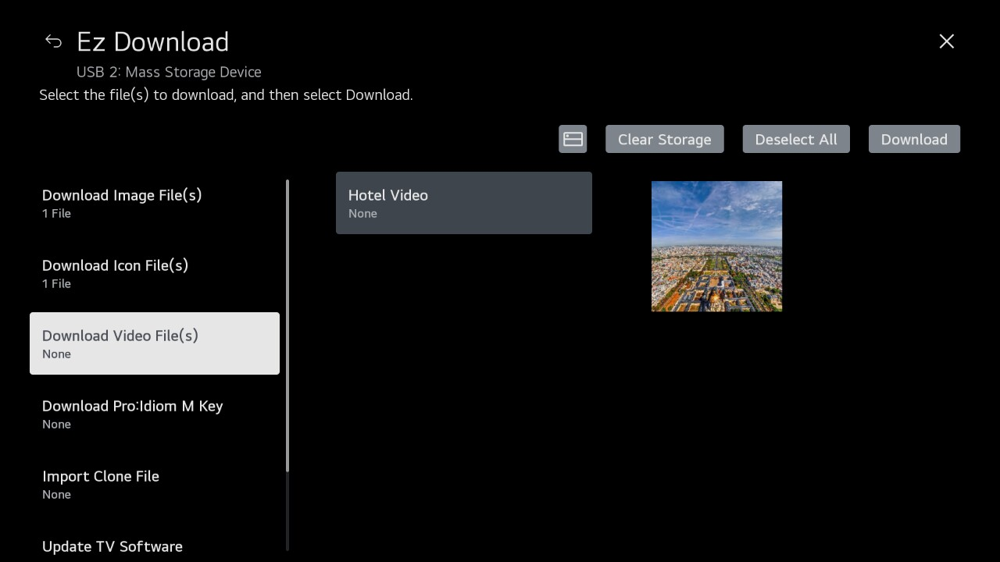 Ez Download
USB 2: Mass Storage Device
Select the file(s) to download, and then select Download.
Clear Storage
Deselect All
Download
Download Image File(s)
1 File
Download Icon File(s)
1 File
Download Video File(s)
None
Download Pro:Idiom M Key
None
Import Clone File
None
Update TV Software
Hotel Video
None